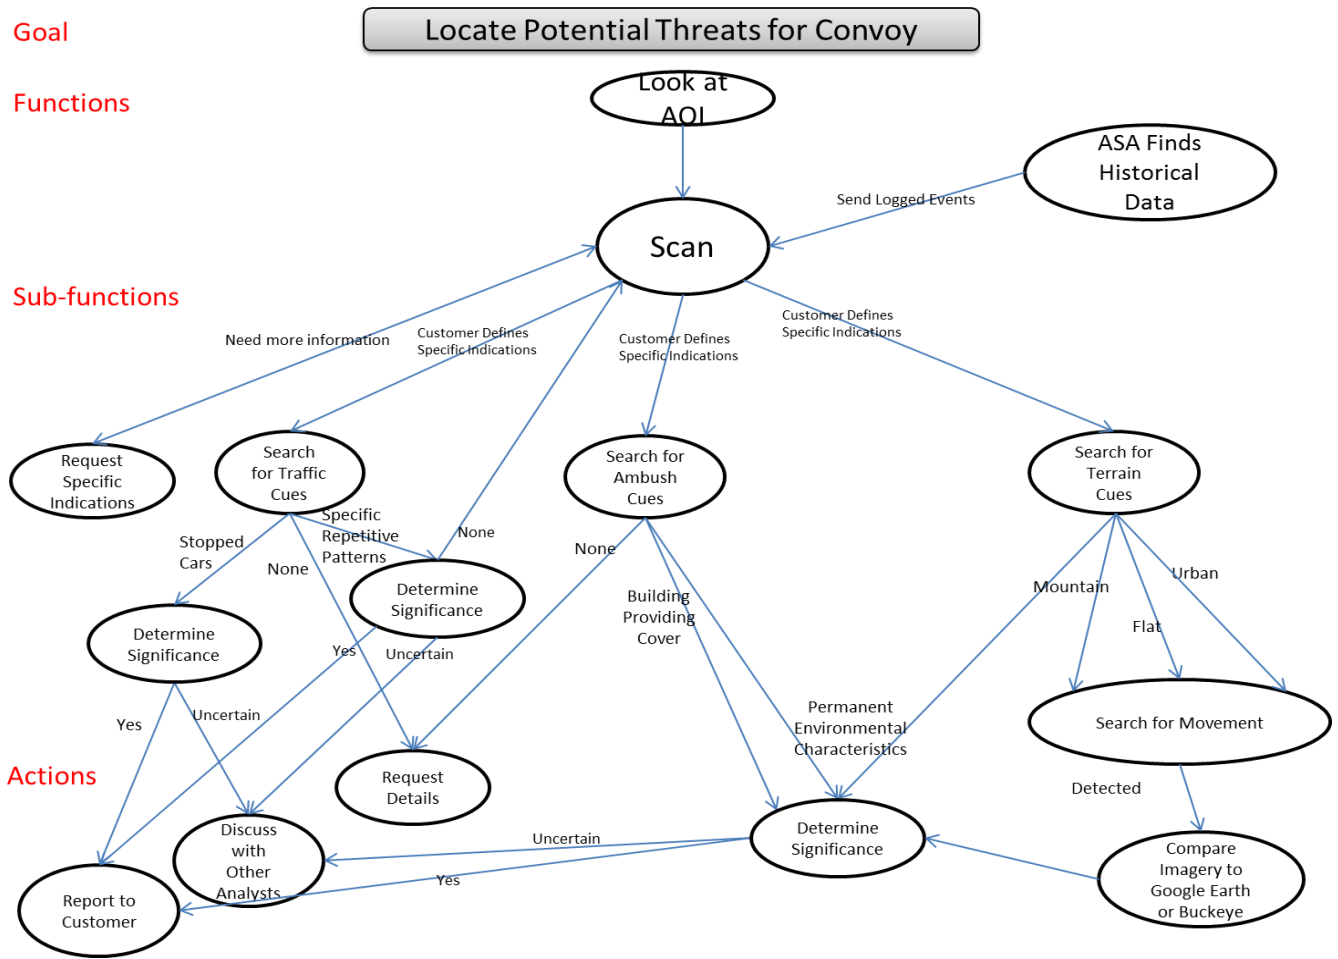 Goal
Locate Potential Threats for Convoy
Functions
Look at
AOI
ASA Finds
Historical
Data
Send Logged Events
Scan
Sub-functions
Need more information
Customer Defines
Specific Indications
Customer Defines
Specific Indications
Customer Defines
Specific Indications
Request
Specific
Indications
Search
for Traffic
Cues
Search for
Ambush
Cues
Search for
Terrain
Cues
Stopped
Cars
None
Specific
Repetitive
Patterns
None
None
Building
Providing
Cover
Mountain
Flat
Urban
Determine
Significance
Determine
Significance
Yes
Uncertain
Yes
Uncertain
Permanent
Environmental
Characteristics
Search for Movement
Actions
Request
Details
Detected
Discuss
with
Other
Analysts
Uncertain
Yes
Determine
Significance
Compare
Imagery to
Google Earth
or Buckeye
Report to
Customer